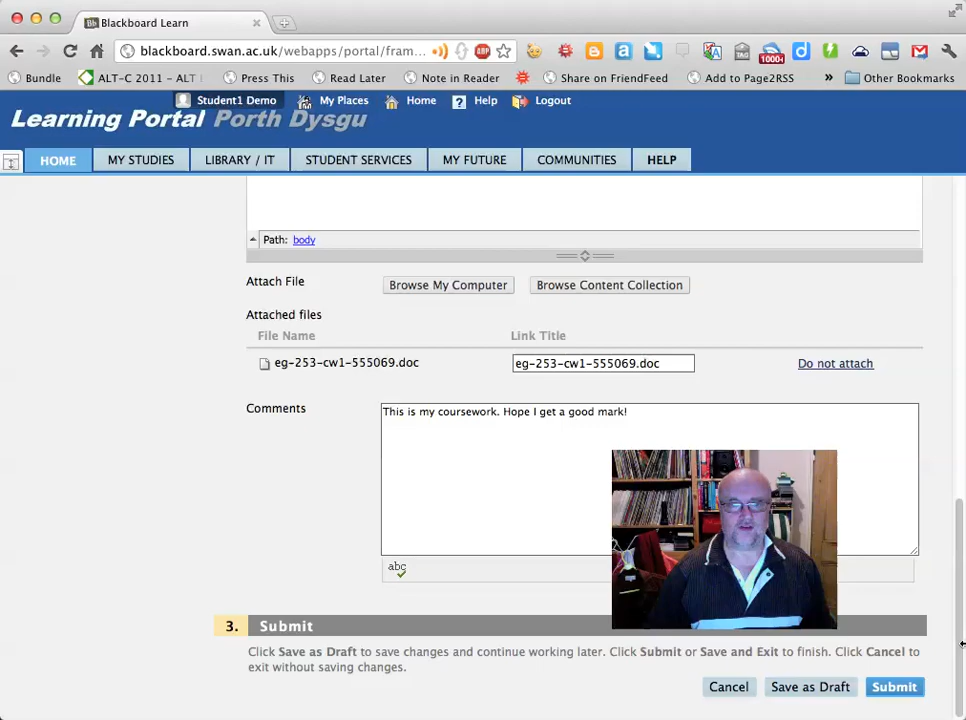 Blackboard Learn
blackboard.swan.ac.uk/webapps/portal/fram
ABP
1000+
Bundle
ALT-C 2011 - ALT
Press This
Read Later
Note in Reader
Share on FriendFeed
Add to Page2RSS
»
Other Bookmarks
Student1 Demo
My Places
Home
Help
Logout
Learning Portal Porth Dysgu
HOME
MY STUDIES
LIBRARY / IT
STUDENT SERVICES
MY FUTURE
COMMUNITIES
HELP
Path: body
Attach File
Browse My Computer
Browse Content Collection
Attached files
File Name
Link Title
eg-253-cw1-555069.doc
eg-253-cw1-555069.doc
Do not attach
Comments
This is my coursework. Hope I get a good mark!
abc
3. Submit
Click Save as Draft to save changes and continue working later. Click Submit or Save and Exit to finish. Click Cancel to
exit without saving changes.
Cancel
Save as Draft
Submit